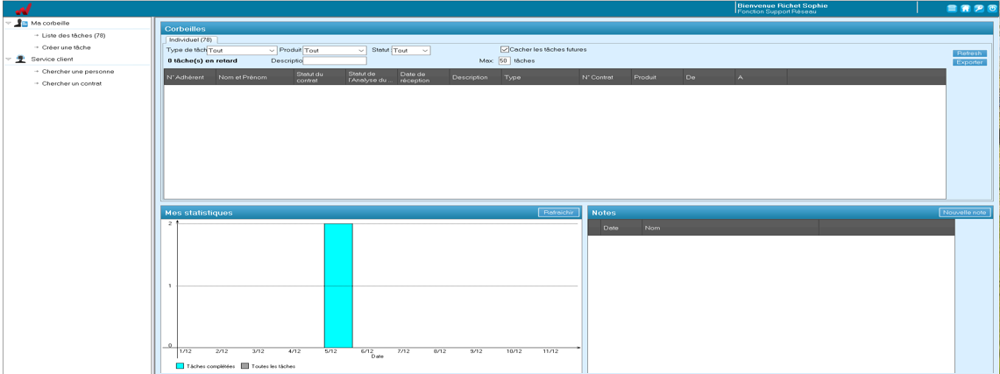 Bienvenue Richet Sophie
Fonction Support Réseau
Ma corbeille
→ Liste des tâches (78)
→ Créer une tâche
Service client
→ Chercher une personne
→ Chercher un contrat
Corbeilles
Individuel (78)
Type de tâch Tout Produit Tout Statut Tout Cacher les tâches futures
0 tâche(s) en retard Descriptio Max: 50 tâches
Refresh
Exporter
N° Adhérent Nom et Prénom Statut du contrat Statut de l'Analyse du ... Date de réception Description Type N° Contrat Produit De A
Mes statistiques Rafraichir
2
1
0
1/12 2/12 3/12 4/12 5/12 6/12 7/12 8/12 9/12 10/12 11/12
Date
Tâches complétées Toutes les tâches
Notes Nouvelle note
Date Nom